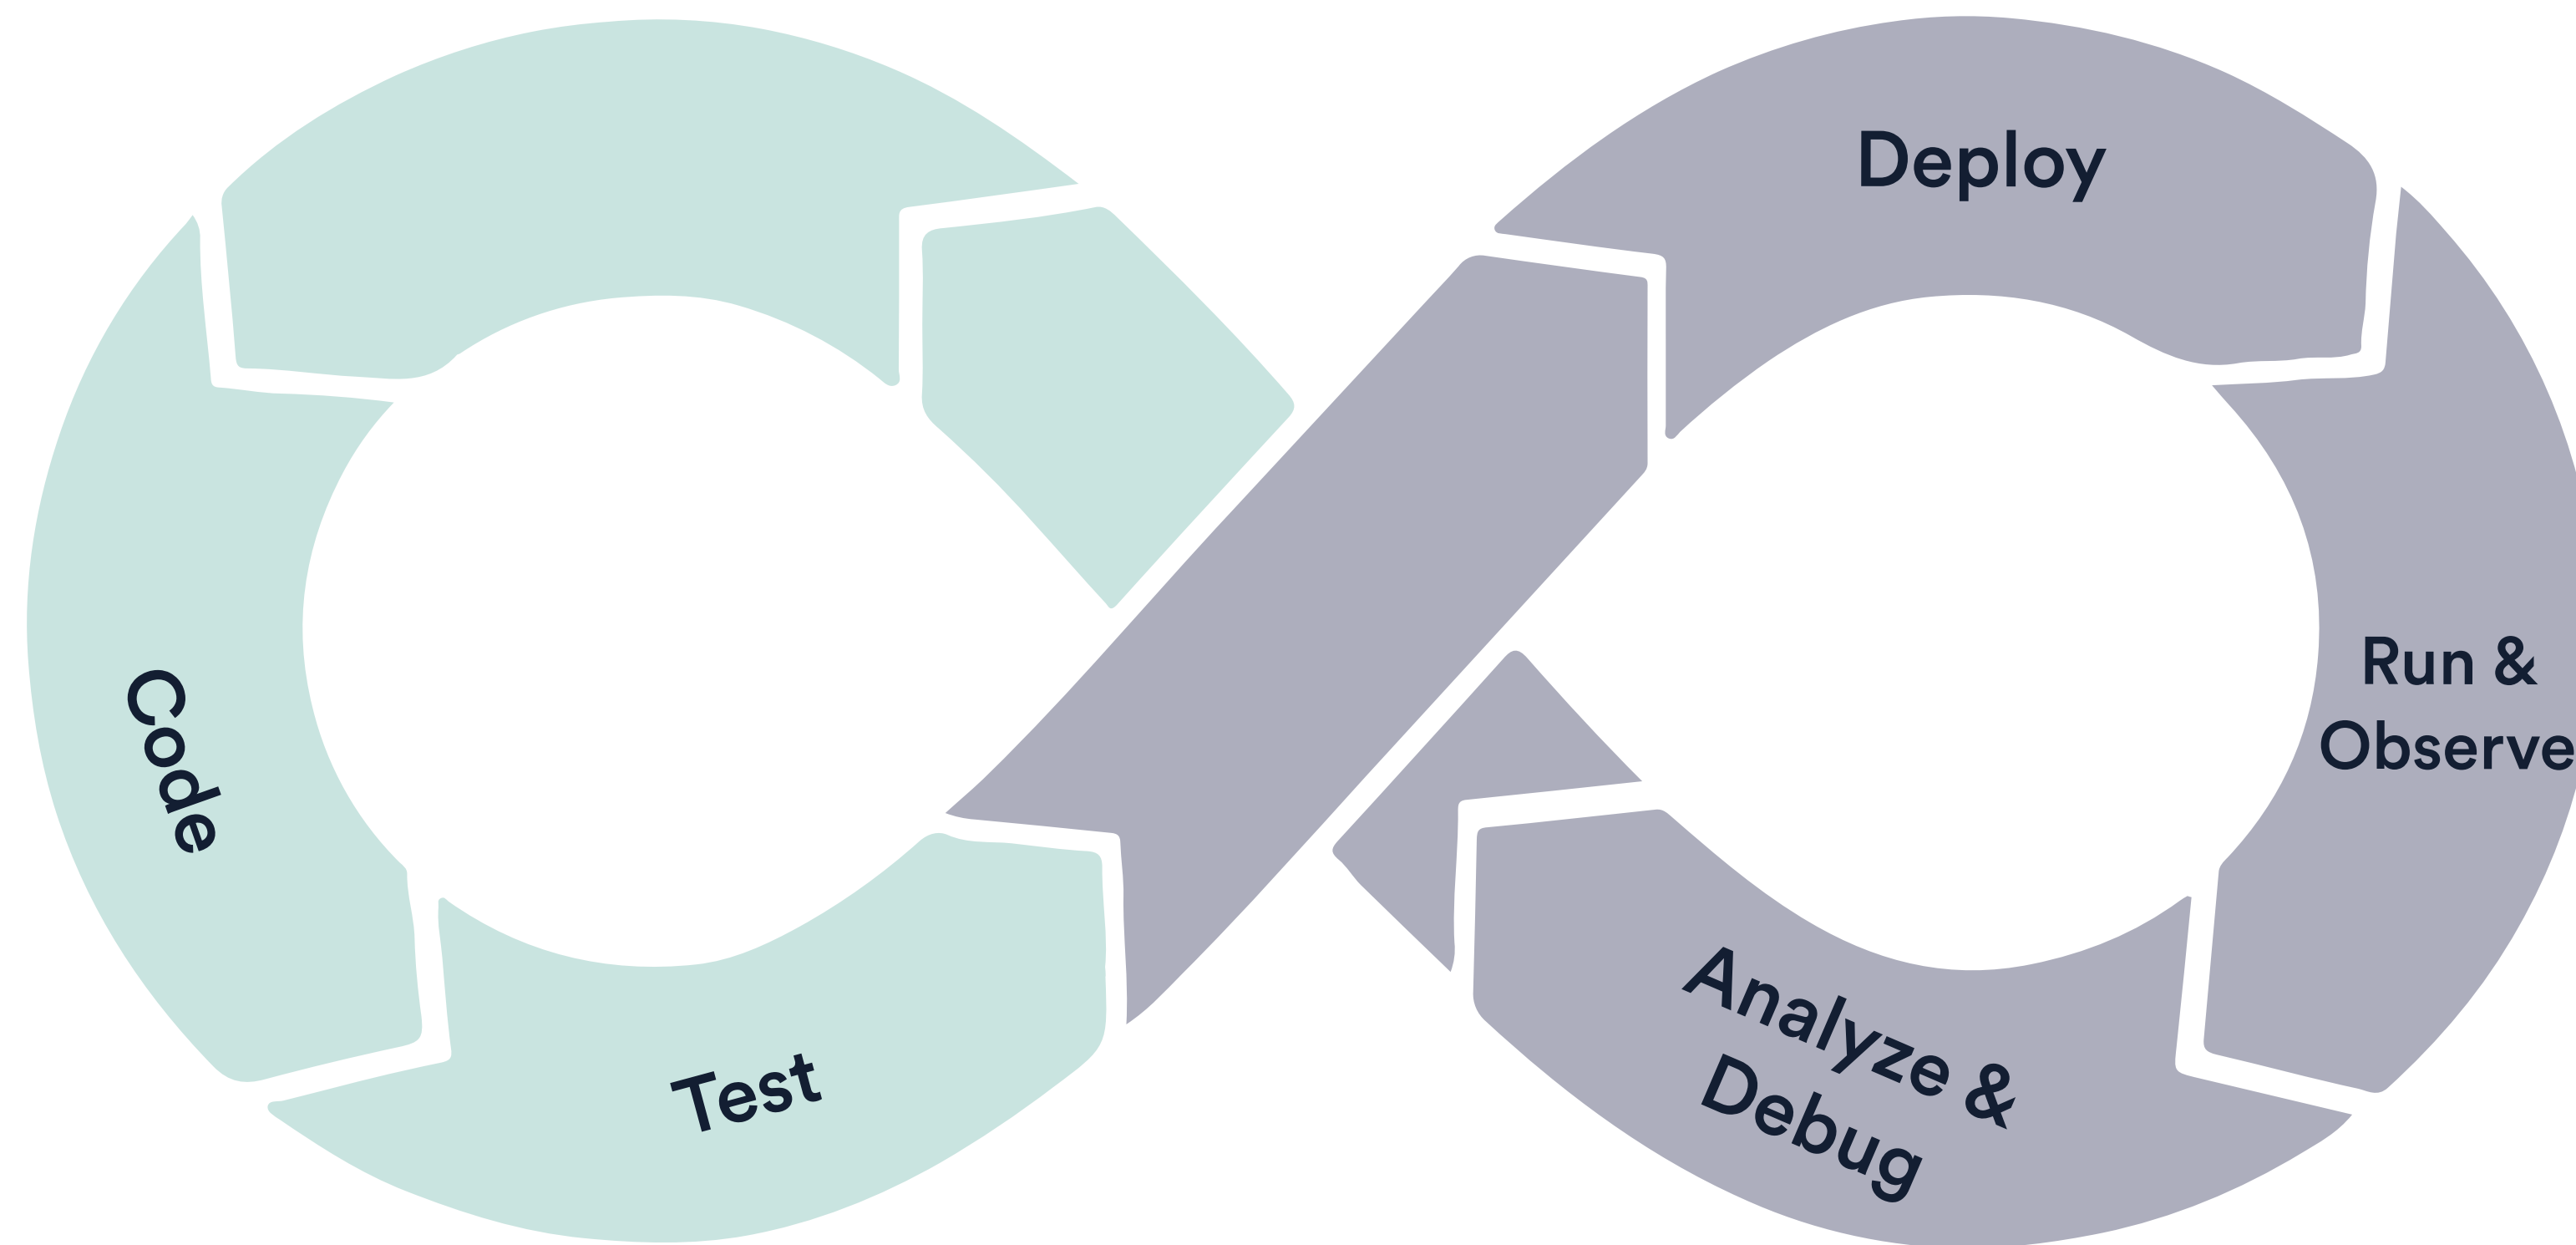 Code
Test
Deploy
Run &
Observe
Analyze &
Debug